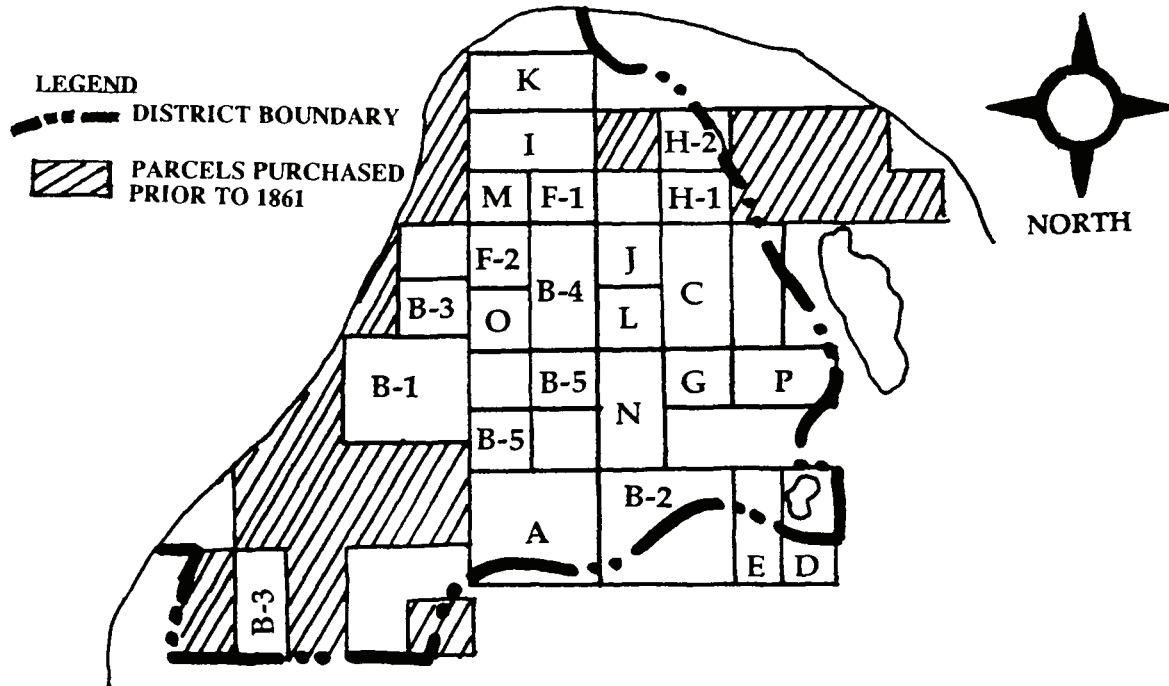 K
LEGEND
DISTRICT BOUNDARY
PARCELS PURCHASED
PRIOR TO 1861
I
H-2
M
F-1
H-1
NORTH
F-2
J
B-3
B-4
C
O
L
B-1
B-5
G
P
N
B-5
B-2
A
E
D
B-3